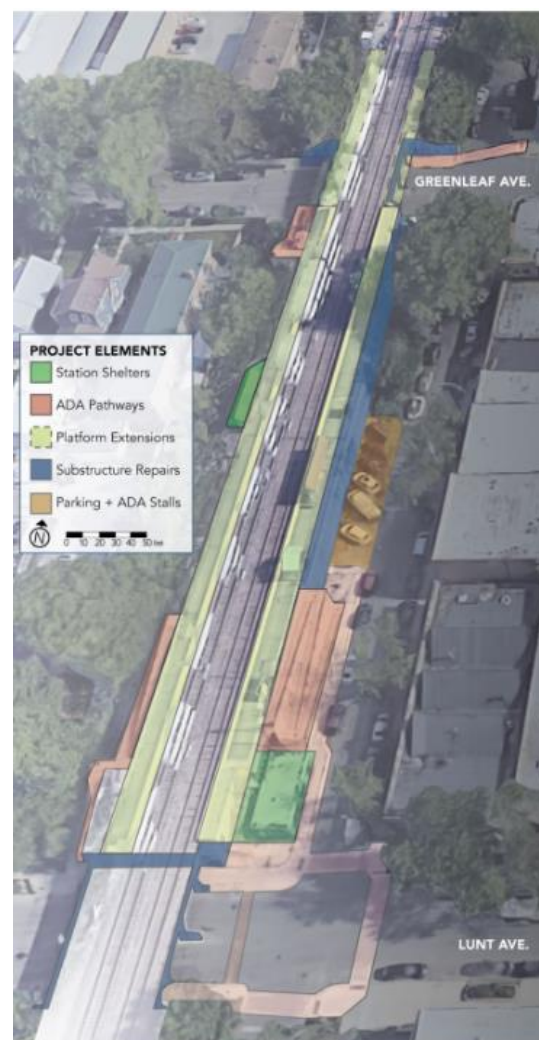 GREENLEAF AVE.
PROJECT ELEMENTS
Station Shelters
ADA Pathways
Platform Extensions
Substructure Repairs
Parking + ADA Stalls
N 0 10 20 30 40 50 feet
LUNT AVE.